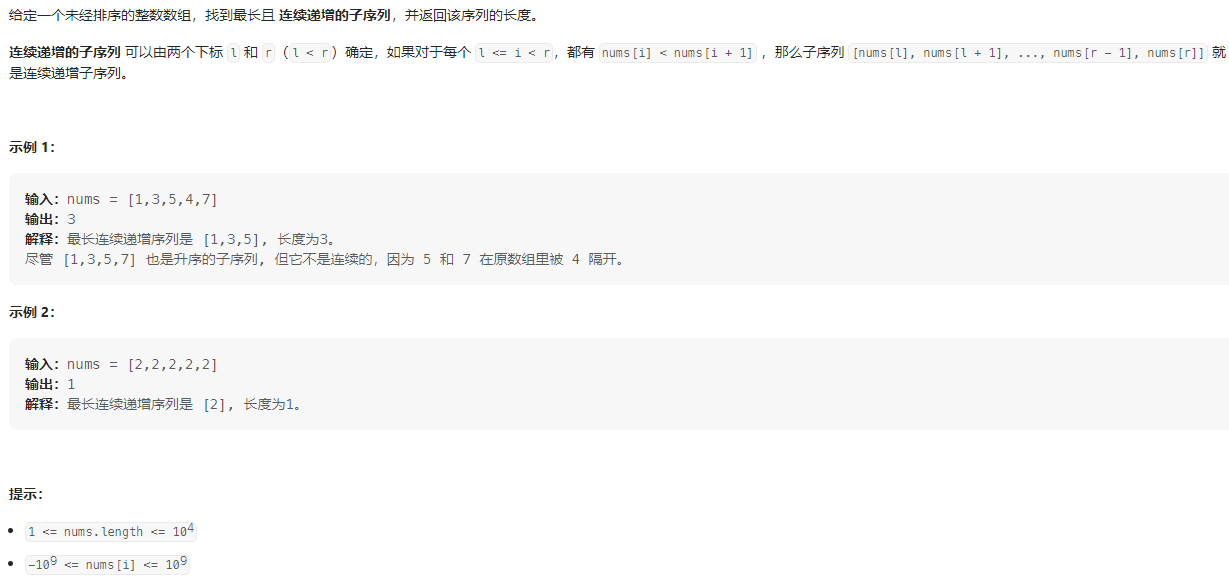 给定一个未经排序的整数数组，找到最长且 连续递增的子序列，并返回该序列的长度。
连续递增的子序列 可以由两个下标 l 和 r（l < r）确定，如果对于每个 l <= i < r，都有 nums[i] < nums[i + 1] ，那么子序列 [nums[l], nums[l + 1], ..., nums[r - 1], nums[r]] 就
是连续递增子序列。
示例 1：
输入：nums = [1,3,5,4,7]
输出：3
解释：最长连续递增序列是 [1,3,5], 长度为3。
尽管 [1,3,5,7] 也是升序的子序列, 但它不是连续的，因为 5 和 7 在原数组里被 4 隔开。
示例 2：
输入：nums = [2,2,2,2,2]
输出：1
解释：最长连续递增序列是 [2], 长度为1。
提示：
• 1 <= nums.length <= 10⁴
• -10⁹ <= nums[i] <= 10⁹